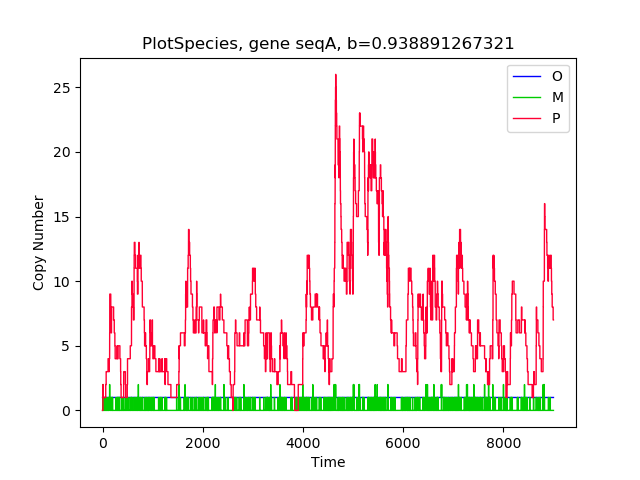 PlotSpecies, gene seqA, b=0.938891267321
O
M
P
25
20
15
10
5
0
Copy Number
0 2000 4000 6000 8000
Time